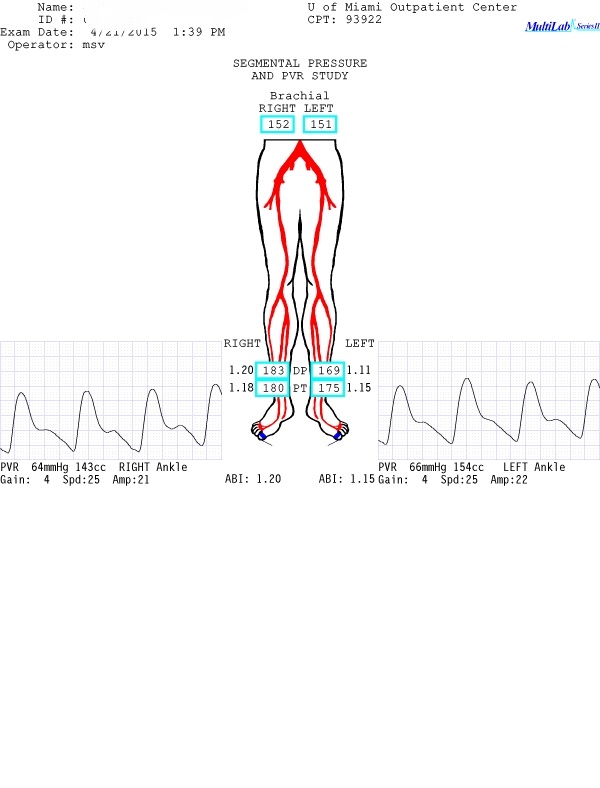 Name:
U of Miami Outpatient Center
ID #:
CPT: 93922
Exam Date: 4/21/2015 1:39 PM
MultiLab Series II
Operator: msv
SEGMENTAL PRESSURE
AND PVR STUDY
Brachial
RIGHT LEFT
152 151
RIGHT LEFT
1.20 183 DP 169 1.11
1.18 180 PT 175 1.15
PVR 64mmHg 143cc RIGHT Ankle
Gain: 4 Spd:25 Amp:21
ABI: 1.20 ABI: 1.15
PVR 66mmHg 154cc LEFT Ankle
Gain: 4 Spd:25 Amp:22